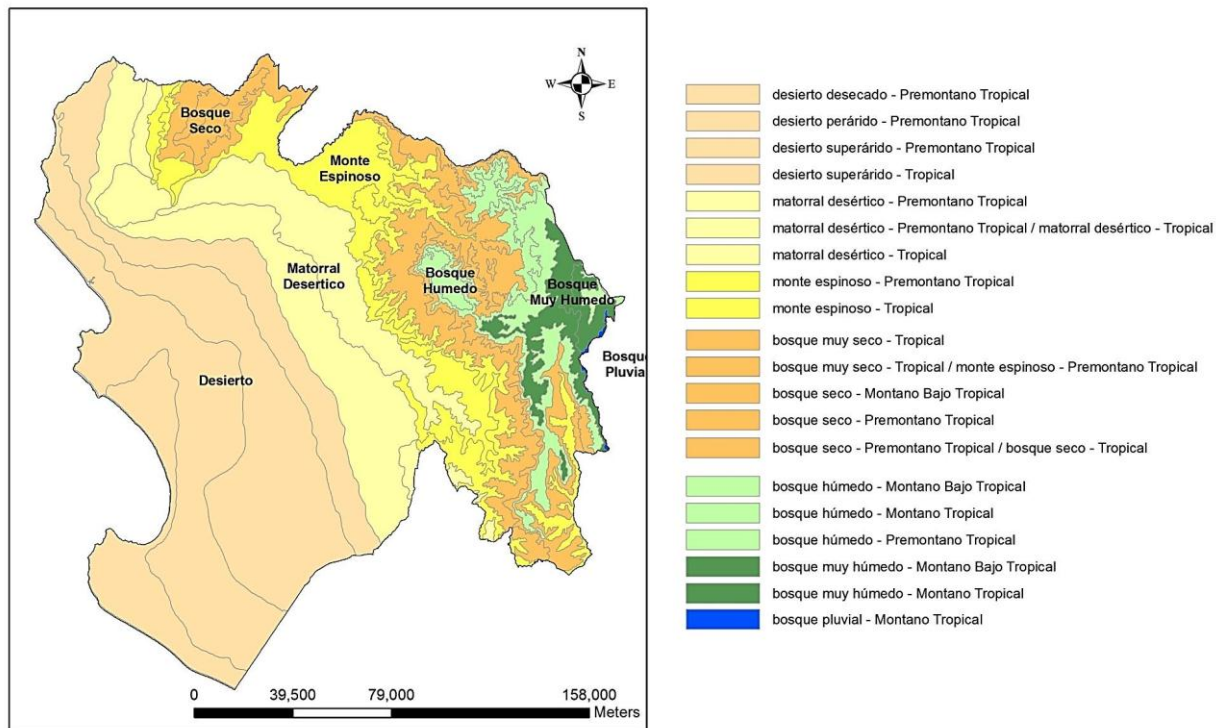 N
W
E
S
Bosque
Seco
Monte
Espinoso
Matorral
Desertico
Bosque
Humedo
Bosque
Muy Humedo
Bosque
Pluvial
Desierto
0
39,500
79,000
158,000
Meters
desierto desecado - Premontano Tropical
desierto perárido - Premontano Tropical
desierto superárido - Premontano Tropical
desierto superárido - Tropical
matorral desértico - Premontano Tropical
matorral desértico - Premontano Tropical / matorral desértico - Tropical
matorral desértico - Tropical
monte espinoso - Premontano Tropical
monte espinoso - Tropical
bosque muy seco - Tropical
bosque muy seco - Tropical / monte espinoso - Premontano Tropical
bosque seco - Montano Bajo Tropical
bosque seco - Premontano Tropical
bosque seco - Premontano Tropical / bosque seco - Tropical
bosque húmedo - Montano Bajo Tropical
bosque húmedo - Montano Tropical
bosque húmedo - Premontano Tropical
bosque muy húmedo - Montano Bajo Tropical
bosque muy húmedo - Montano Tropical
bosque pluvial - Montano Tropical